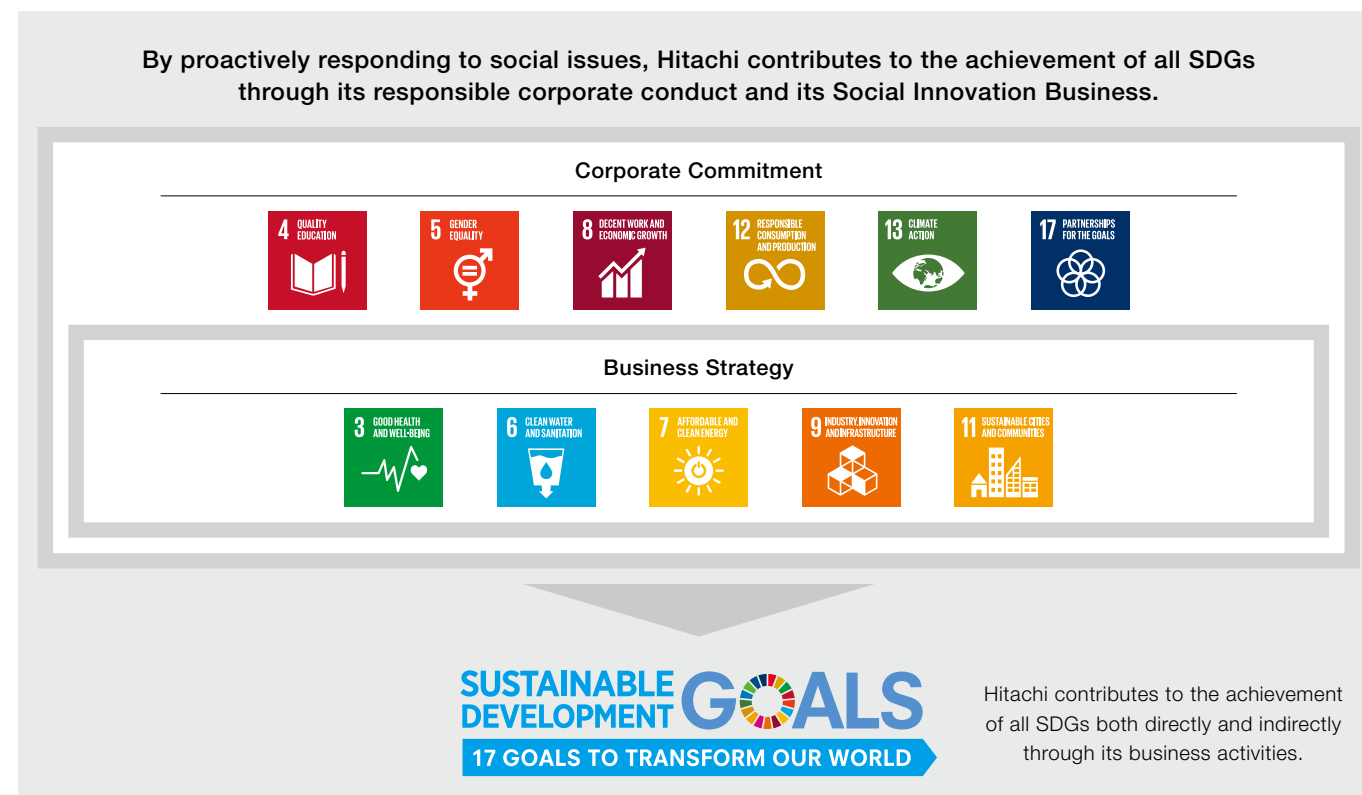 By proactively responding to social issues, Hitachi contributes to the achievement of all SDGs
through its responsible corporate conduct and its Social Innovation Business.
Corporate Commitment
4 QUALITY
EDUCATION
5 GENDER
EQUALITY
8 DECENT WORK AND
ECONOMIC GROWTH
12 RESPONSIBLE
CONSUMPTION
AND PRODUCTION
13 CLIMATE
ACTION
17 PARTNERSHIPS
FOR THE GOALS
Business Strategy
3 GOOD HEALTH
AND WELL-BEING
6 CLEAN WATER
AND SANITATION
7 AFFORDABLE AND
CLEAN ENERGY
9 INDUSTRY, INNOVATION
AND INFRASTRUCTURE
11 SUSTAINABLE CITIES
AND COMMUNITIES
SUSTAINABLE
DEVELOPMENT
GOALS
17 GOALS TO TRANSFORM OUR WORLD
Hitachi contributes to the achievement
of all SDGs both directly and indirectly
through its business activities.